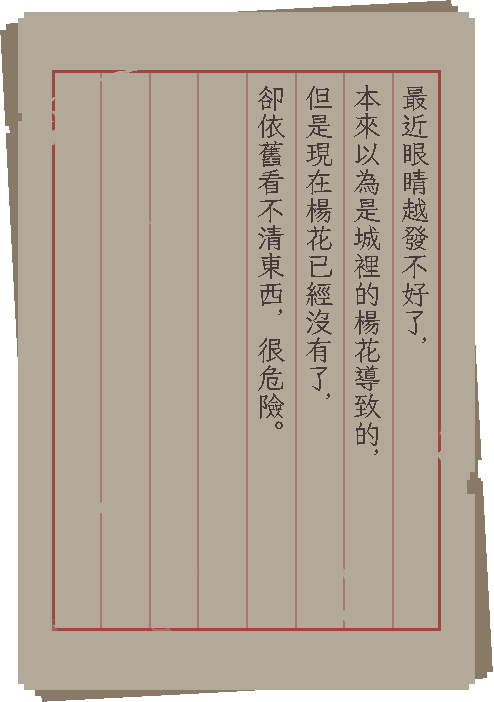 最近眼睛越發不好了，
本來以為是城裡的楊花導致的，
但是現在楊花已經沒有了，
卻依舊看不清東西，很危險。